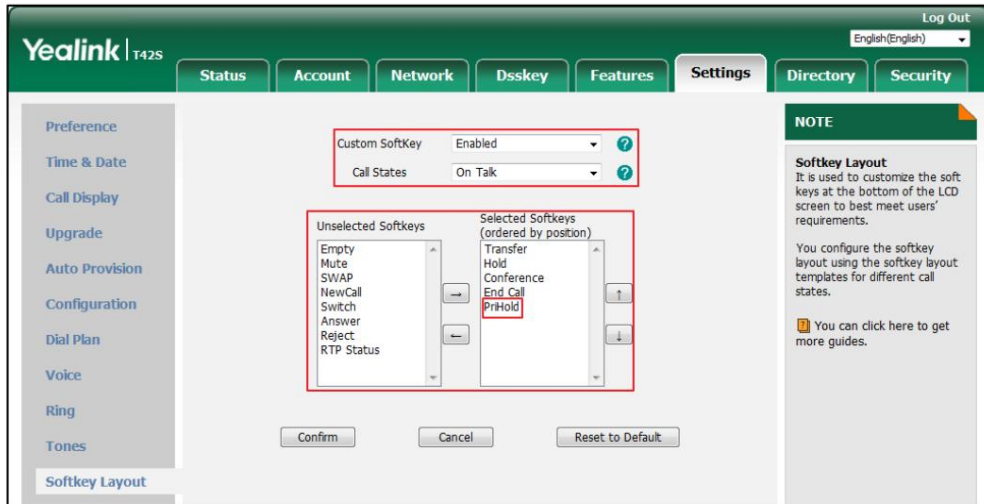 Log Out
Yealink T42S
English(English)
Status
Account
Network
Dsskey
Features
Settings
Directory
Security
Preference
Time & Date
Call Display
Upgrade
Auto Provision
Configuration
Dial Plan
Voice
Ring
Tones
Softkey Layout
Custom SoftKey Enabled ?
Call States On Talk ?
Unselected Softkeys
Empty
Mute
SWAP
NewCall
Switch
Answer
Reject
RTP Status
→
←
Selected Softkeys
(ordered by position)
Transfer
Hold
Conference
End Call
PriHold
↑
↓
Confirm
Cancel
Reset to Default
NOTE
Softkey Layout
It is used to customize the soft
keys at the bottom of the LCD
screen to best meet users'
requirements.
You configure the softkey
layout using the softkey layout
templates for different call
states.
? You can click here to get
more guides.